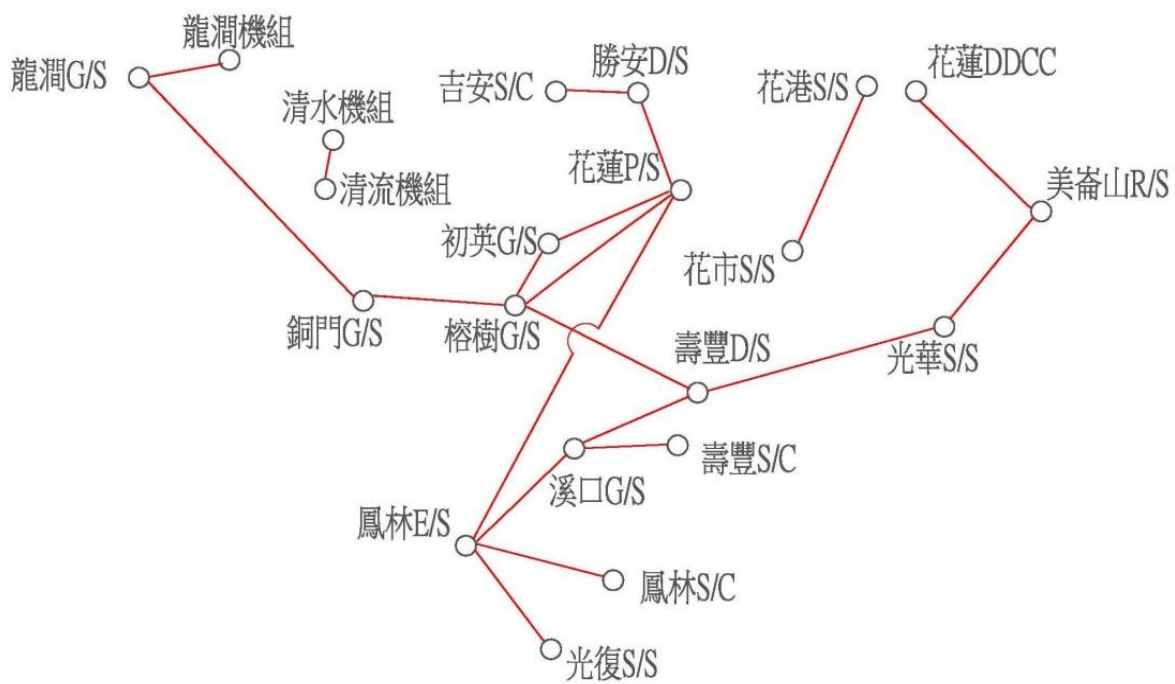 龍澗機組
龍澗G/S
勝安D/S
吉安S/C
花港S/S
花蓮DDCC
清水機組
花蓮P/S
清流機組
美崙山R/S
初英G/S
花市S/S
銅門G/S
榕樹G/S
壽豐D/S
光華S/S
壽豐S/C
溪口G/S
鳳林E/S
鳳林S/C
光復S/S